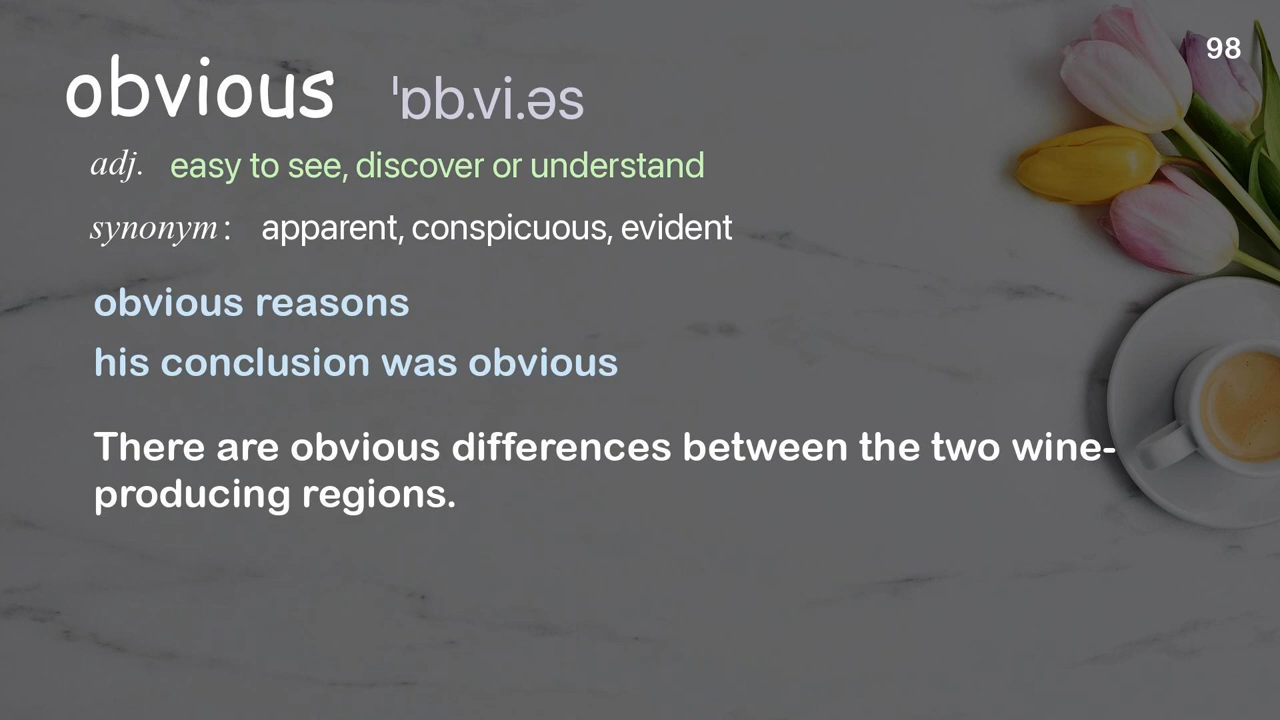 98
obvious ˈɒb.vi.əs
adj. easy to see, discover or understand
synonym: apparent, conspicuous, evident
obvious reasons
his conclusion was obvious
There are obvious differences between the two wine-
producing regions.